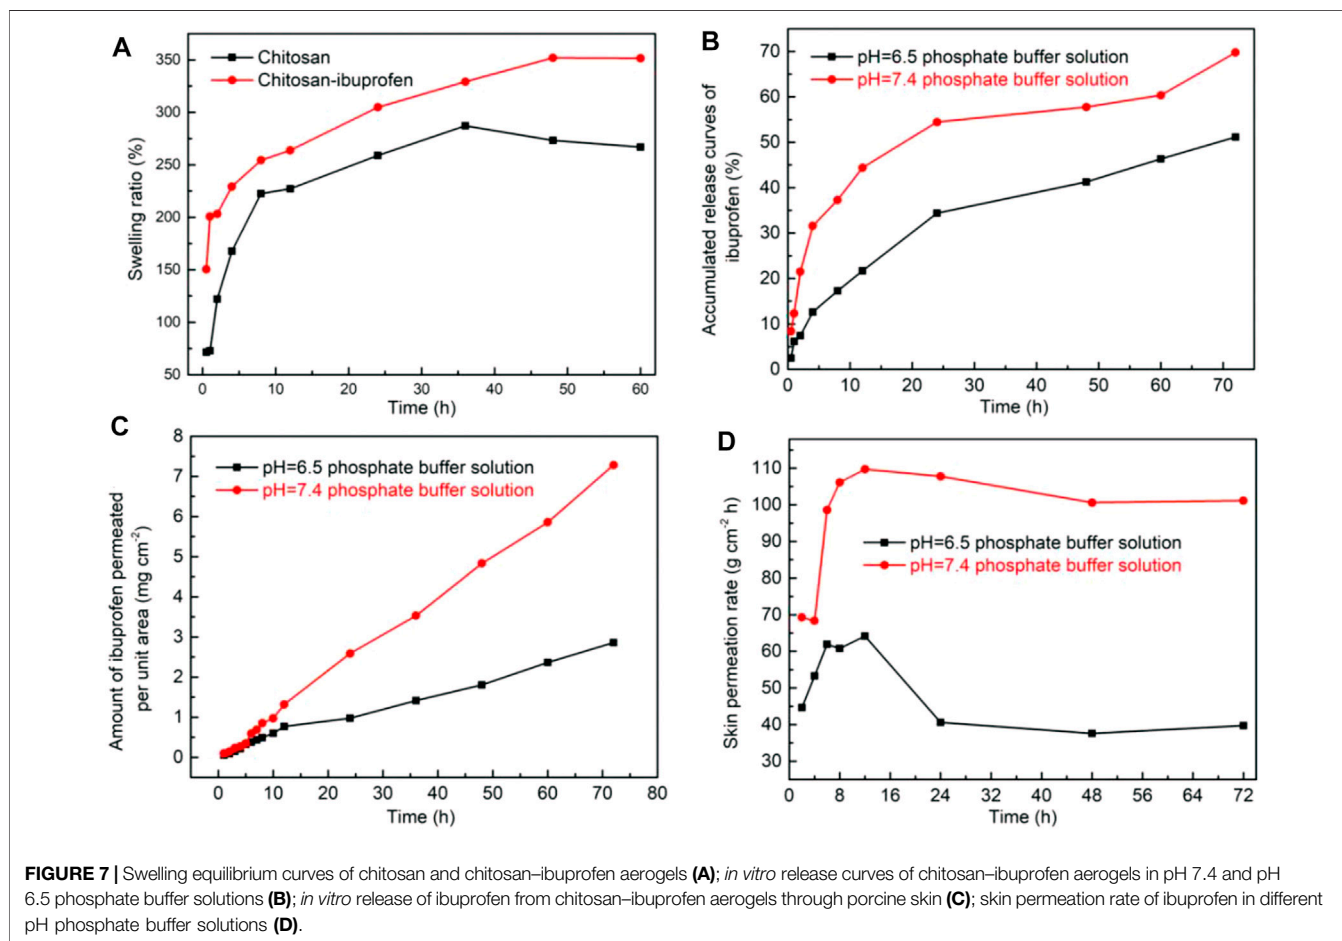 A
Chitosan
Chitosan-ibuprofen
Swelling ratio (%)
350
300
250
200
150
100
50
0 10 20 30 40 50 60
Time (h)
B
pH=6.5 phosphate buffer solution
pH=7.4 phosphate buffer solution
Accumulated release curves of
ibuprofen (%)
70
60
50
40
30
20
10
0
0 10 20 30 40 50 60 70
Time (h)
C
pH=6.5 phosphate buffer solution
pH=7.4 phosphate buffer solution
Amount of ibuprofen permeated
per unit area (mg cm⁻²)
8
7
6
5
4
3
2
1
0
0 10 20 30 40 50 60 70 80
Time (h)
D
pH=6.5 phosphate buffer solution
pH=7.4 phosphate buffer solution
Skin permeation rate (g cm⁻² h)
110
100
90
80
70
60
50
40
30
0 8 16 24 32 40 48 56 64 72
Time (h)
FIGURE 7 | Swelling equilibrium curves of chitosan and chitosan–ibuprofen aerogels (A); in vitro release curves of chitosan–ibuprofen aerogels in pH 7.4 and pH
6.5 phosphate buffer solutions (B); in vitro release of ibuprofen from chitosan–ibuprofen aerogels through porcine skin (C); skin permeation rate of ibuprofen in different
pH phosphate buffer solutions (D).